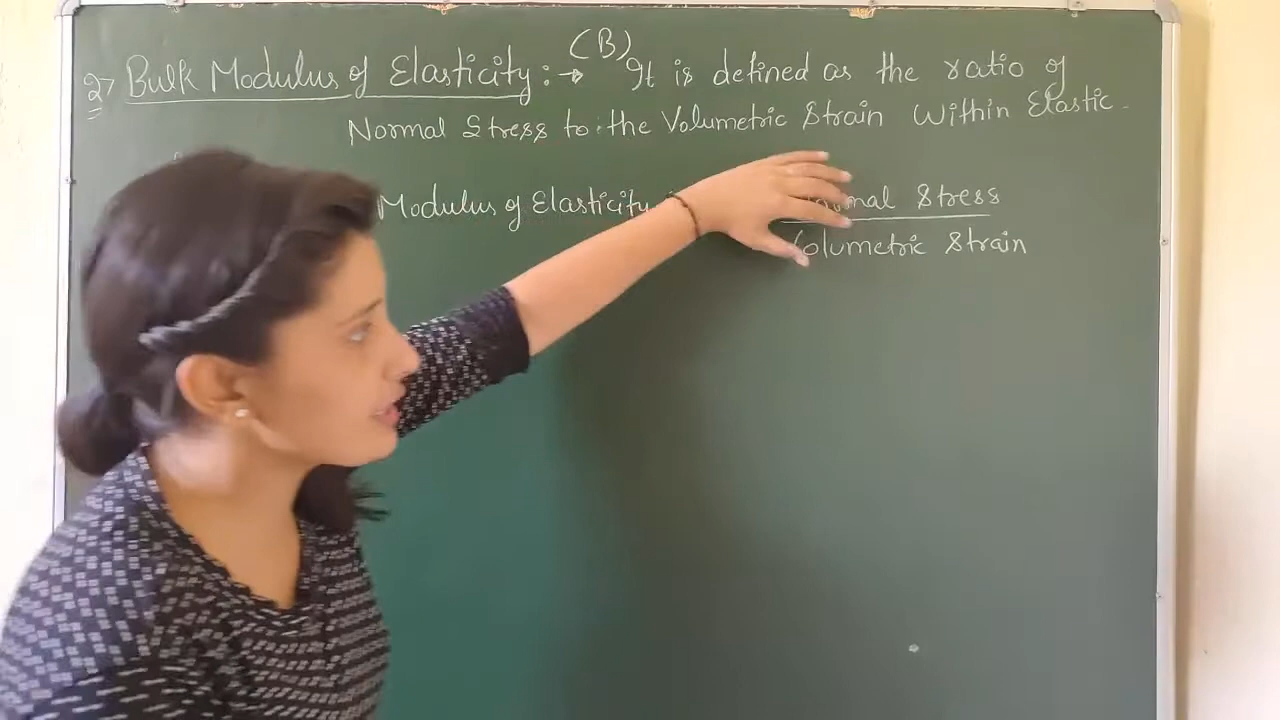 2) Bulk Modulus of Elasticity :→ (B) It is defined as the ratio of
Normal Stress to the Volumetric Strain Within Elastic
Modulus of Elasticity
Stress
Volumetric Strain